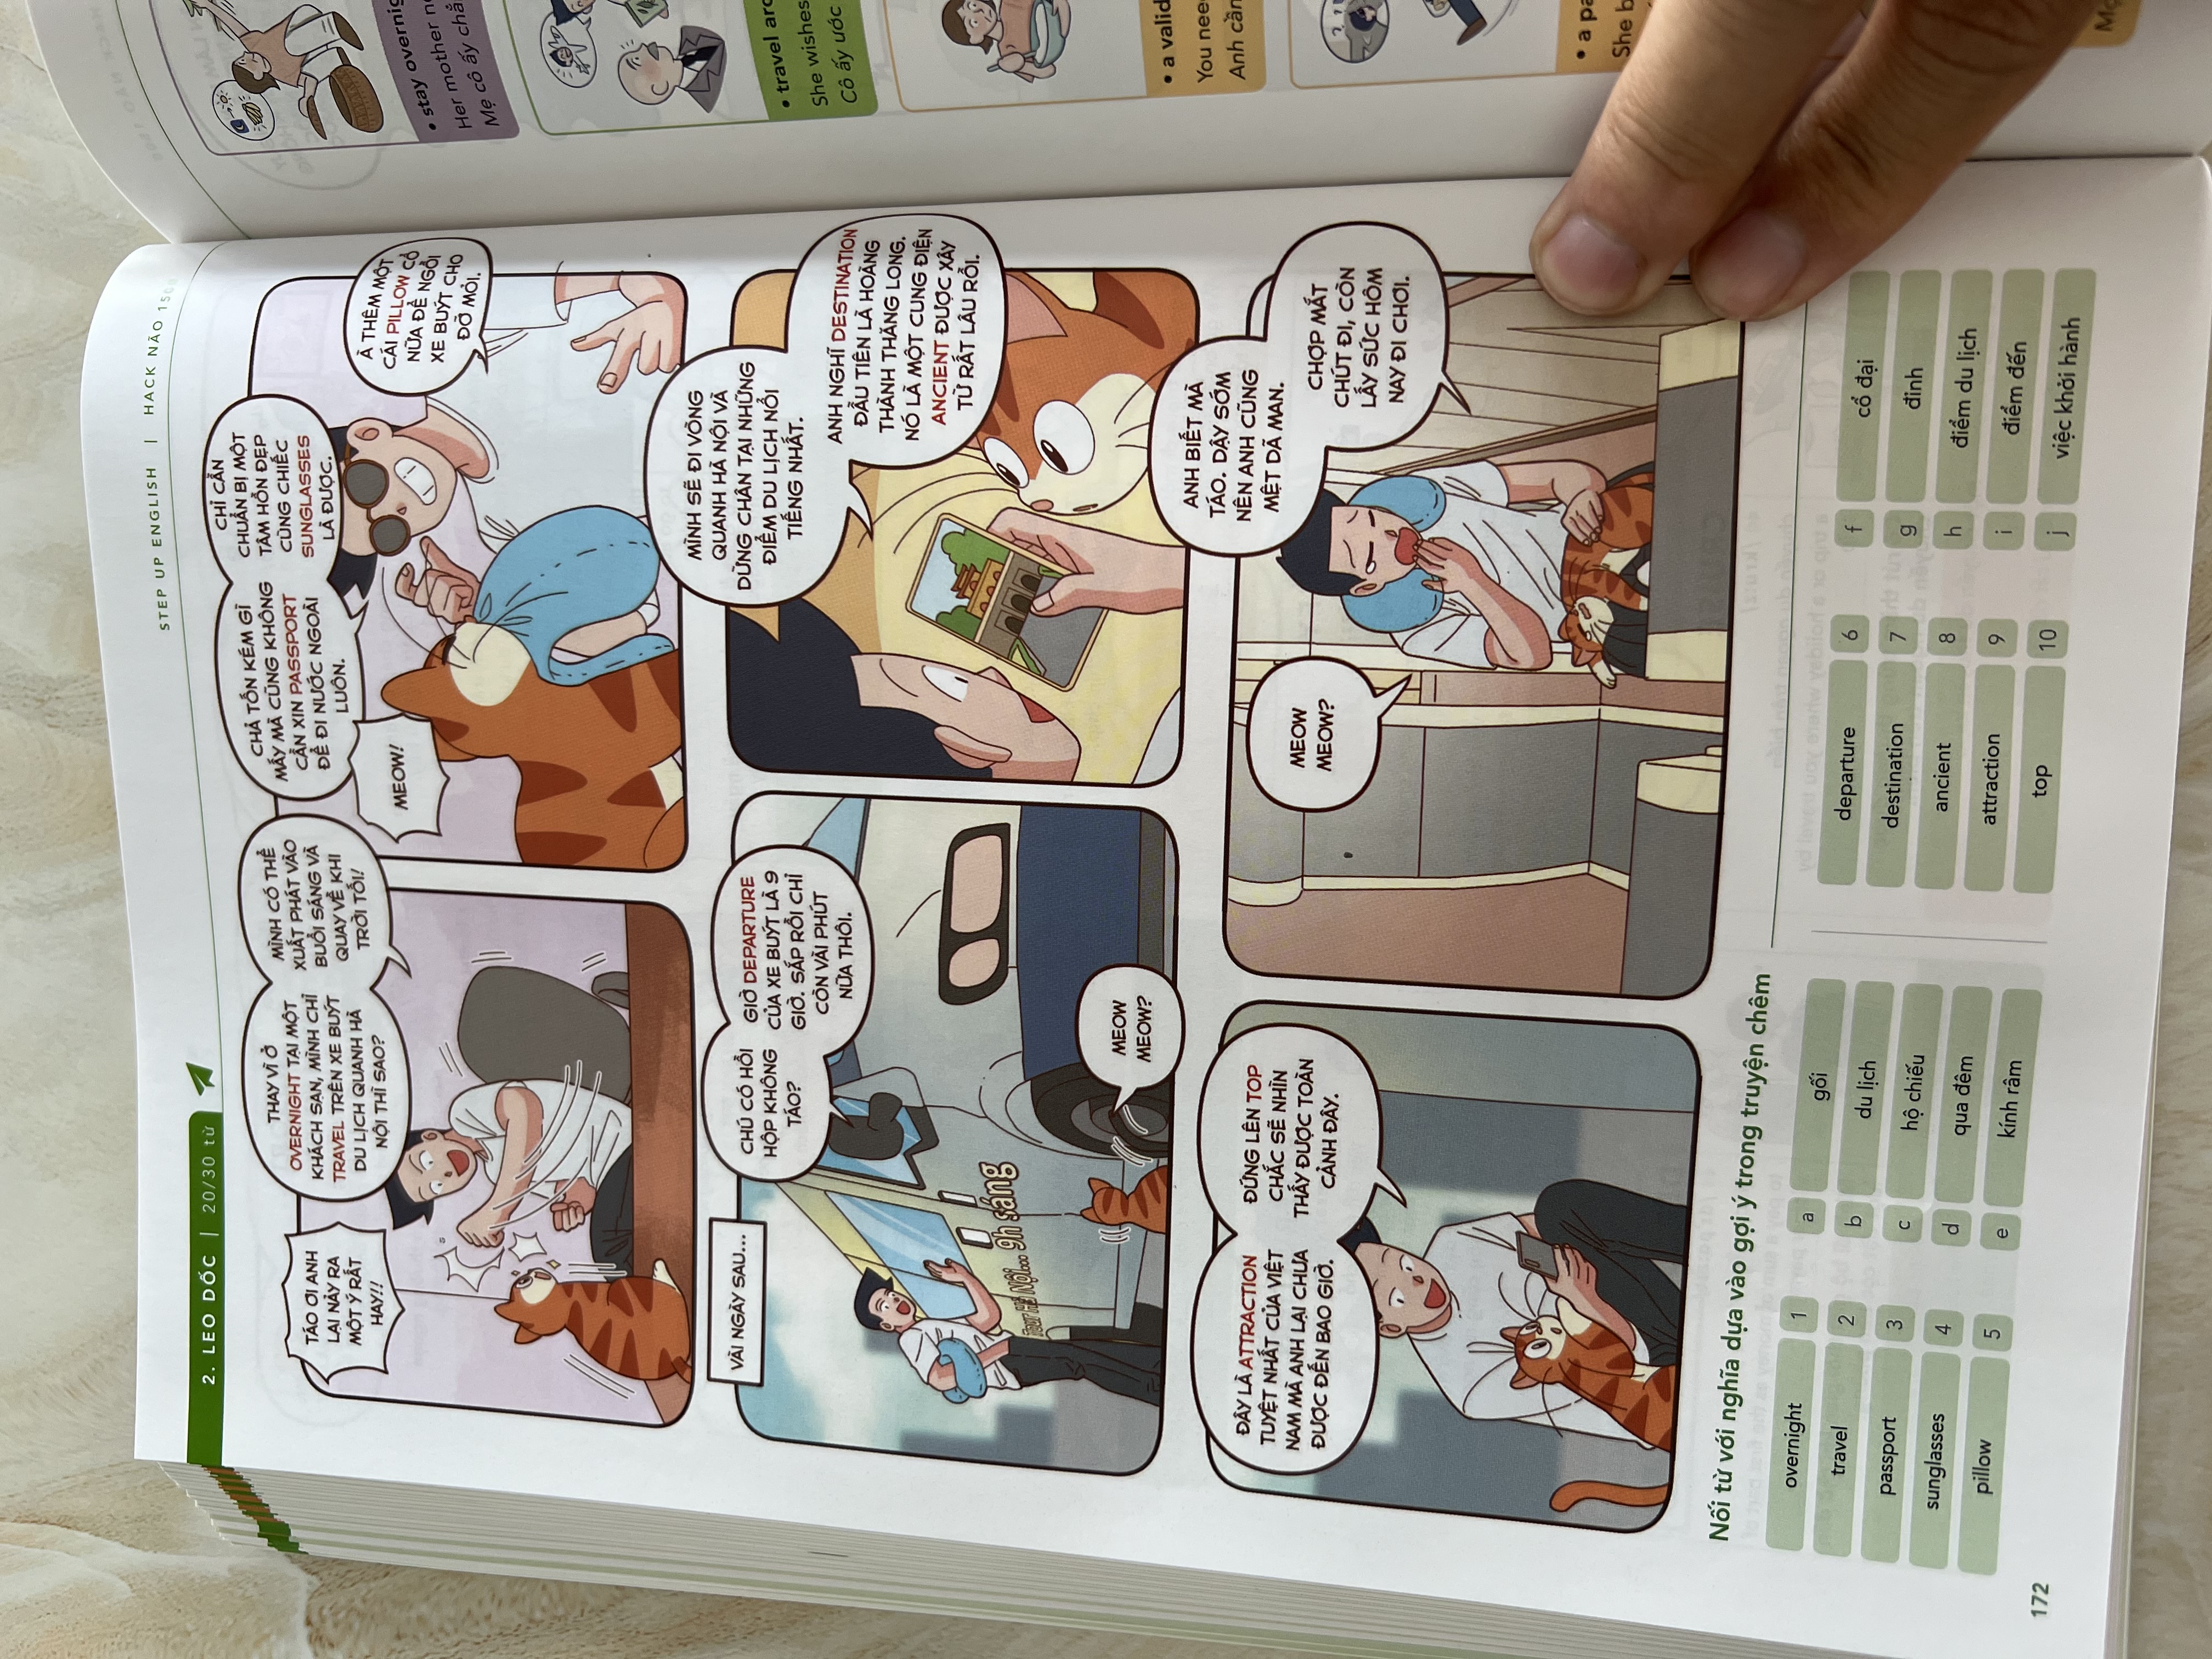 STEP UP ENGLISH | HACK NÃO
2. LEO DỐC | 20/30 từ
TÁO ƠI ANH
LẠI NẢY RA
MỘT Ý RẤT
HAY!!
THAY VÌ Ở
OVERNIGHT TẠI MỘT
KHÁCH SẠN, MÌNH CHỈ
TRAVEL TRÊN XE BUÝT
DU LỊCH QUANH HÀ
NỘI THÌ SAO?
MÌNH CÓ THỂ
XUẤT PHÁT VÀO
BUỔI SÁNG VÀ
QUAY VỀ KHI
TRỜI TỐI!
CHẢ TỐN KÉM GÌ
MẤY MÀ CŨNG KHÔNG
CẦN XIN PASSPORT
ĐỂ ĐI NƯỚC NGOÀI
LUÔN.
CHỈ CẦN
CHUẨN BỊ MỘT
TÂM HỒN ĐẸP
CÙNG CHIẾC
SUNGLASSES
LÀ ĐƯỢC.
MEOW!
À THÊM MỘT
CÁI PILLOW CỔ
NỮA ĐỂ NGỒI
XE BUÝT CHO
ĐỠ MỎI.
VÀI NGÀY SAU...
CHÚ CÓ HỒI
HỘP KHÔNG
TÁO?
GIỜ DEPARTURE
CỦA XE BUÝT LÀ 9
GIỜ. SẮP RỒI CHỈ
CÒN VÀI PHÚT
NỮA THÔI.
Tour Hà Nội... 9h sáng
MEOW
MEOW?
MÌNH SẼ ĐI VÒNG
QUANH HÀ NỘI VÀ
DỪNG CHÂN TẠI NHỮNG
ĐIỂM DU LỊCH NỔI
TIẾNG NHẤT.
ANH NGHĨ DESTINATION
ĐẦU TIÊN LÀ HOÀNG
THÀNH THĂNG LONG.
NÓ LÀ MỘT CUNG ĐIỆN
ANCIENT ĐƯỢC XÂY
TỪ RẤT LÂU RỒI.
ĐÂY LÀ ATTRACTION
TUYỆT NHẤT CỦA VIỆT
NAM MÀ ANH LẠI CHƯA
ĐƯỢC ĐẾN BAO GIỜ.
ĐỨNG LÊN TOP
CHẮC SẼ NHÌN
THẤY ĐƯỢC TOÀN
CẢNH ĐÂY.
MEOW
MEOW?
ANH BIẾT MÀ
TÁO. DẬY SỚM
NÊN ANH CŨNG
MỆT DÃ MAN.
CHỢP MẮT
CHÚT ĐI, CÒN
LẤY SỨC HÔM
NAY ĐI CHƠI.
Nối từ với nghĩa dựa vào gợi ý trong truyện chêm
overnight 1 a gối
travel 2 b du lịch
passport 3 c hộ chiếu
sunglasses 4 d qua đêm
pillow 5 e kính râm
departure 6 f cổ đại
destination 7 g đỉnh
ancient 8 h điểm du lịch
attraction 9 i điểm đến
top 10 j việc khởi hành
172
• stay
Her mother
Mẹ cô ấy
• travel
She wishes
Cô ấy ước
• a valid
You
Anh cần
• a
She